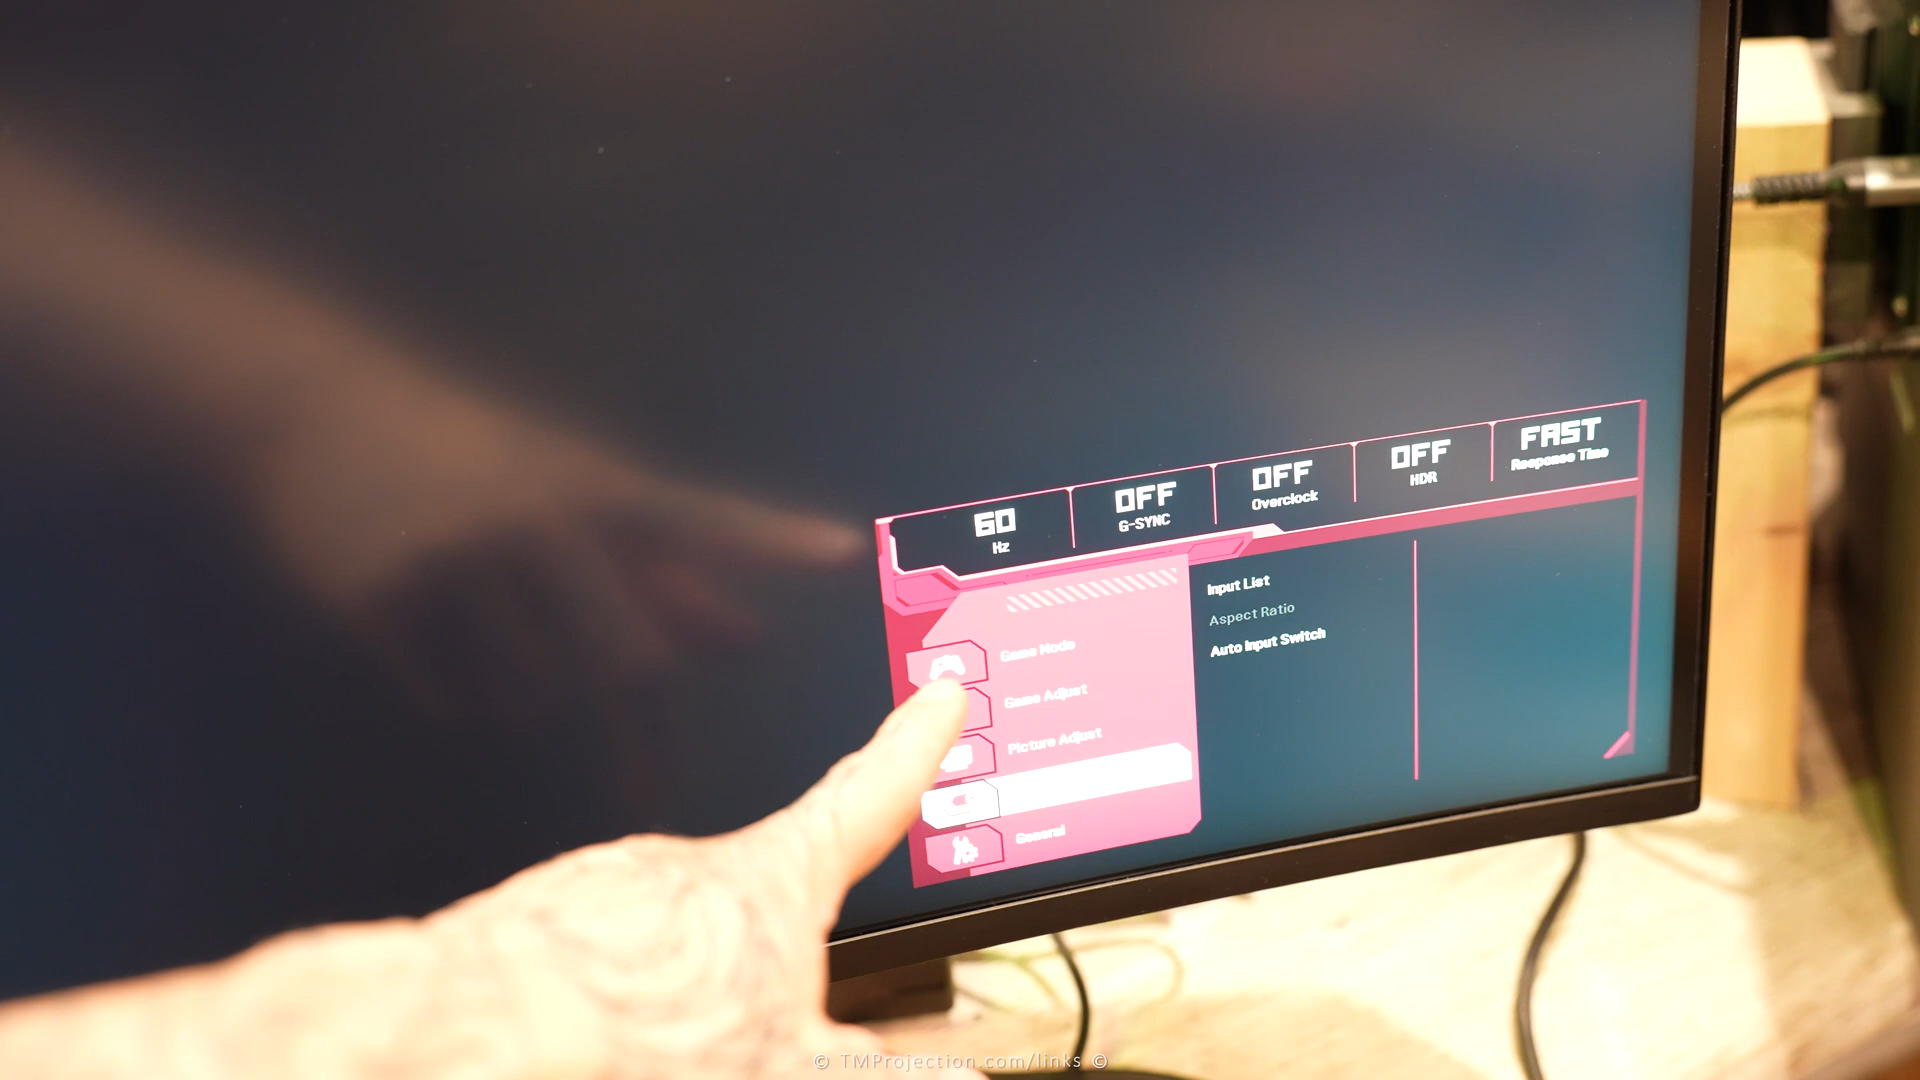 60
Hz
OFF
G-SYNC
OFF
Overclock
OFF
HDR
FAST
Response Time
Game Mode
Game Adjust
Picture Adjust
General
Input List
Aspect Ratio
Auto Input Switch
© TMProjection.com/links ©